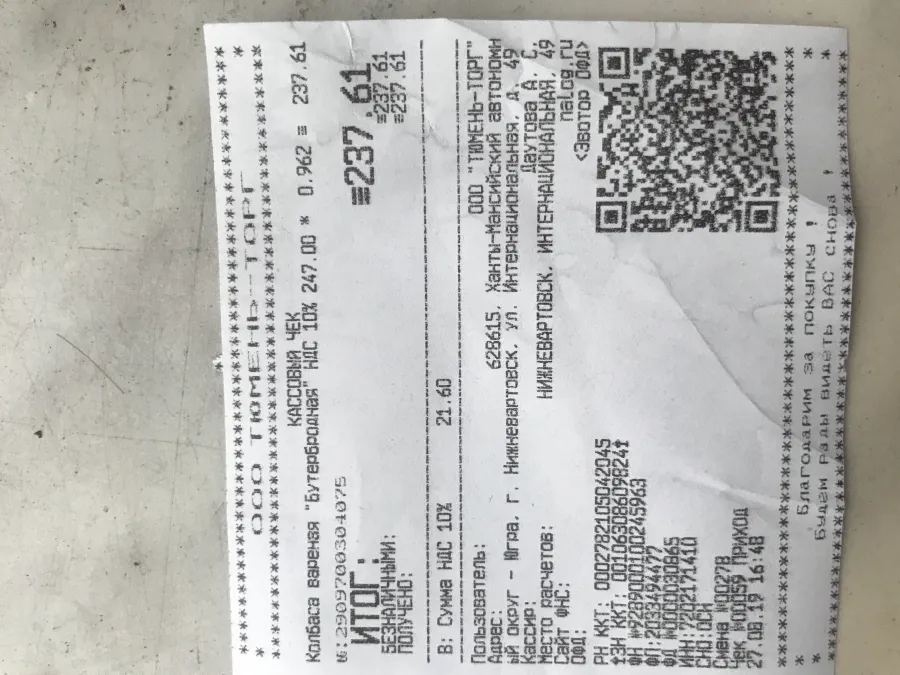 ********************************
* ООО ТЮМЕНЬ-ТОРГ *
********************************
КАССОВЫЙ ЧЕК
Колбаса вареная "Бутербродная" НДС 10% 247.00 * 0.962 ≡ 237.61
№:2909700304075
ИТОГ: ≡237.61
БЕЗНАЛИЧНЫМИ: ≡237.61
ПОЛУЧЕНО: ≡237.61
В: Сумма НДС 10% 21.60
Пользователь: ООО "ТЮМЕНЬ-ТОРГ"
Адрес: 628615, Ханты-Мансийский автономн
ый округ - Югра, г. Нижневартовск, ул. Интернациональная, д. 49
Кассир: Даутова А. С.
Место расчетов: НИЖНЕВАРТОВСК, ИНТЕРНАЦИОНАЛЬНАЯ, 49
Сайт ФНС: nalog.ru
ОФД: <Эвотор ОФД>
РН ККТ: 0002782105042045
ЗН ККТ: 00106308609824
ФН №9289000100245963
ФП:2033494477
ФД №0000030865
ИНН:7202171410
СНО:ОСН
Смена №00278
Чек №00059 ПРИХОД
27.08.19 16:48
********************************
* Благодарим за покупку ! *
* Будем рады видеть ВАС снова ! *
********************************